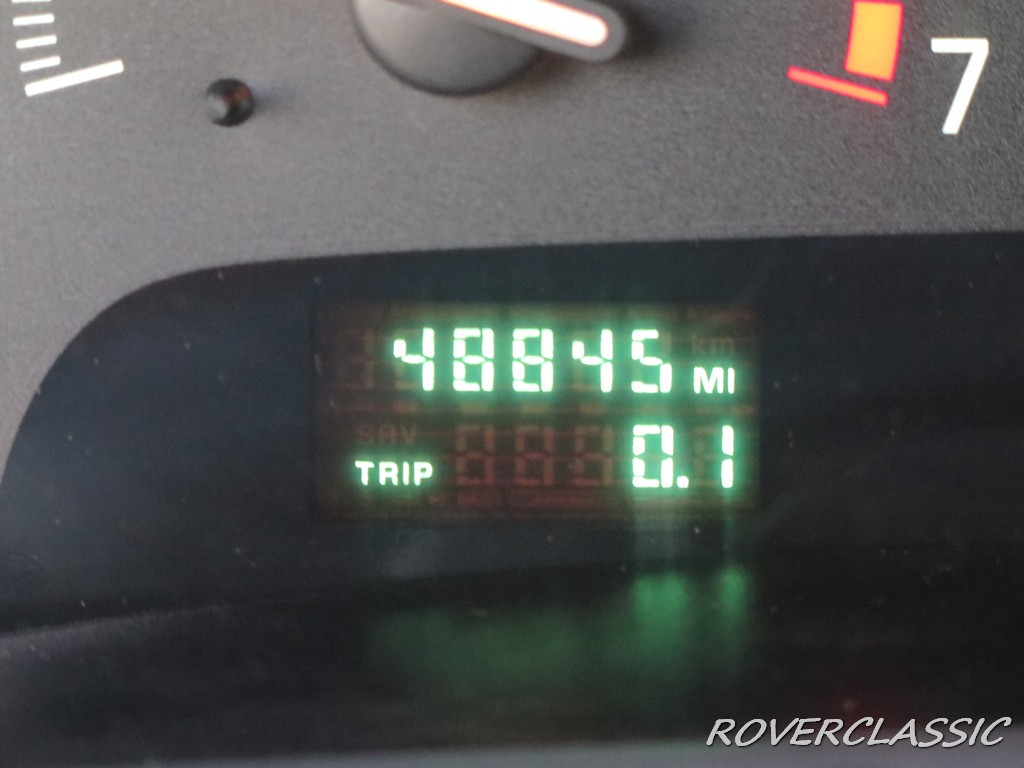 7
48845 MI
TRIP 0.1
ROVERCLASSIC